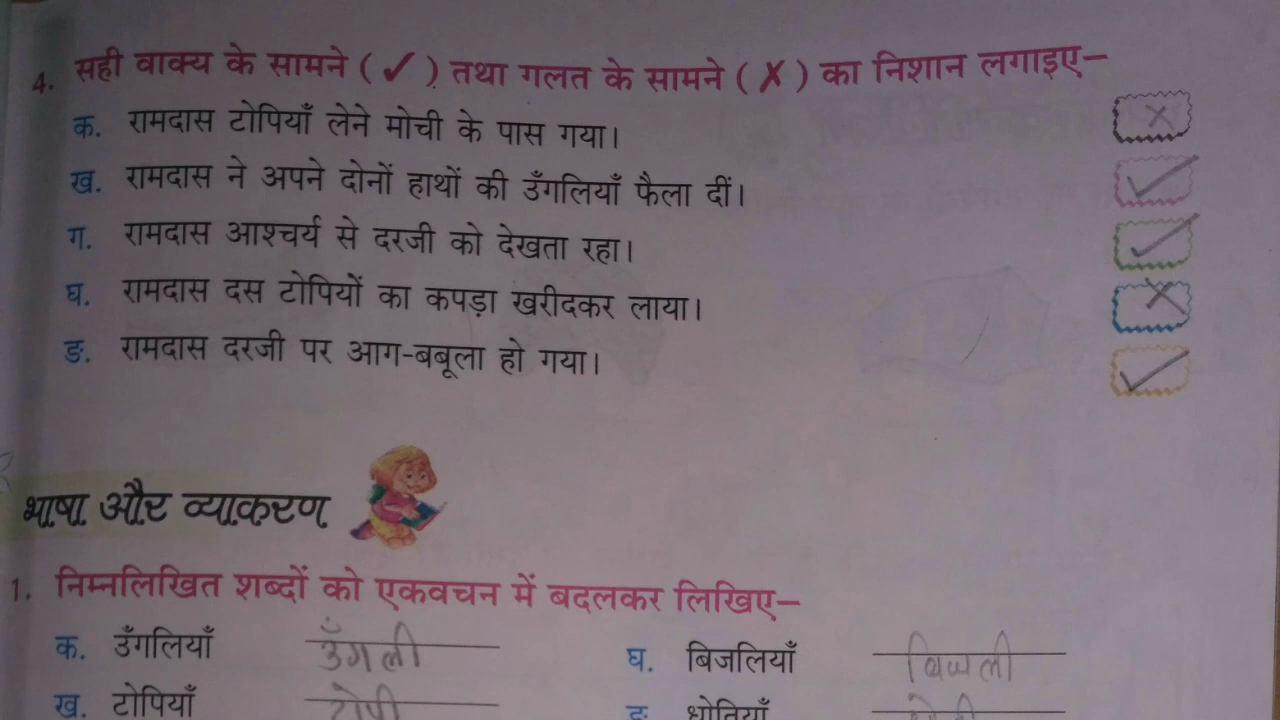 4. सही वाक्य के सामने (✓) तथा गलत के सामने (✗) का निशान लगाइए–
क. रामदास टोपियाँ लेने मोची के पास गया। ✗
ख. रामदास ने अपने दोनों हाथों की उँगलियाँ फैला दीं। ✓
ग. रामदास आश्चर्य से दरजी को देखता रहा। ✓
घ. रामदास दस टोपियों का कपड़ा खरीदकर लाया। ✗
ङ. रामदास दरजी पर आग-बबूला हो गया। ✓
भाषा और व्याकरण
1. निम्नलिखित शब्दों को एकवचन में बदलकर लिखिए–
क. उँगलियाँ उँगली घ. बिजलियाँ बिजली
ख. टोपियाँ टोपी ङ धोतियाँ